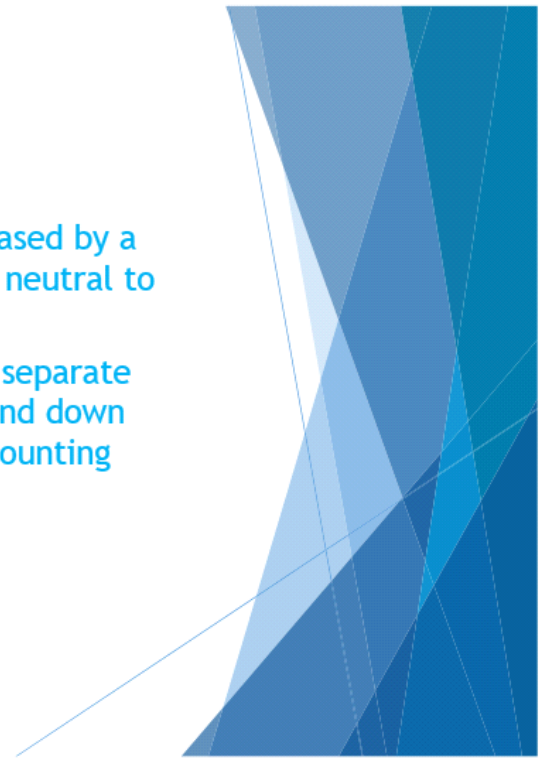 ased by a
neutral to
separate
nd down
ounting